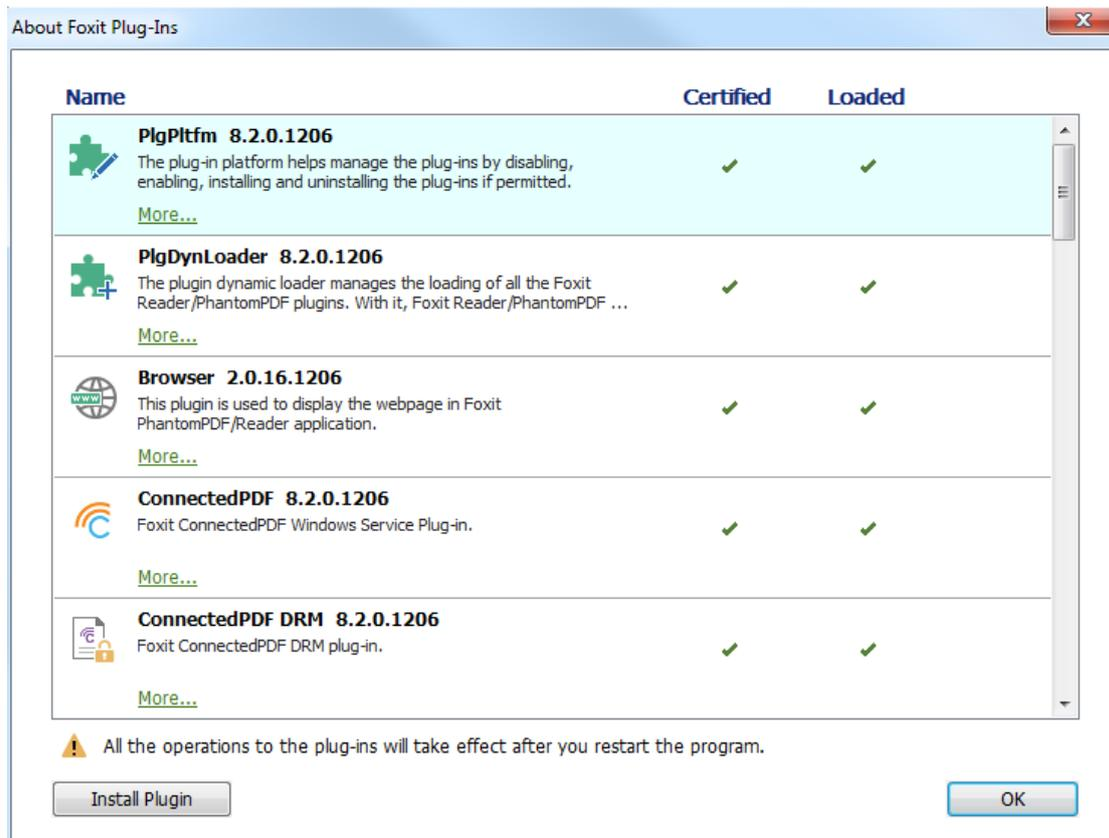 About Foxit Plug-Ins
Name Certified Loaded
PlgPltfm 8.2.0.1206
The plug-in platform helps manage the plug-ins by disabling,
enabling, installing and uninstalling the plug-ins if permitted.
More...
PlgDynLoader 8.2.0.1206
The plugin dynamic loader manages the loading of all the Foxit
Reader/PhantomPDF plugins. With it, Foxit Reader/PhantomPDF ...
More...
Browser 2.0.16.1206
www
This plugin is used to display the webpage in Foxit
PhantomPDF/Reader application.
More...
ConnectedPDF 8.2.0.1206
Foxit ConnectedPDF Windows Service Plug-in.
More...
ConnectedPDF DRM 8.2.0.1206
Foxit ConnectedPDF DRM plug-in.
More...
All the operations to the plug-ins will take effect after you restart the program.
Install Plugin OK